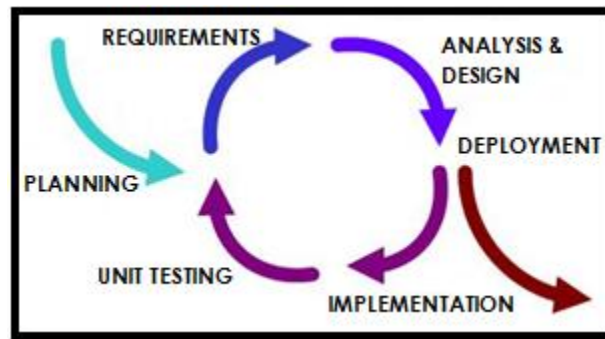 REQUIREMENTS
ANALYSIS &
DESIGN
DEPLOYMENT
PLANNING
UNIT TESTING
IMPLEMENTATION